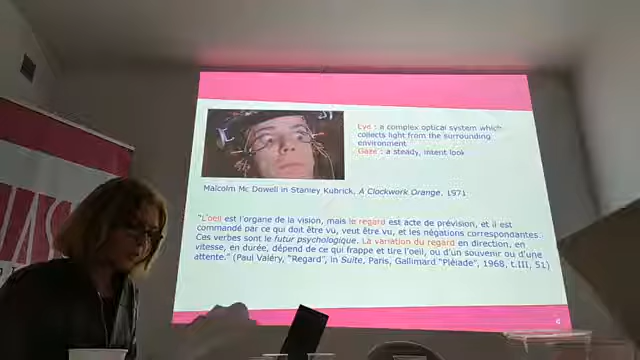 Eye : a complex optical system which
collects light from the surrounding
environment
Gaze : a steady, intent look
Malcolm Mc Dowell in Stanley Kubrick, A Clockwork Orange, 1971
"L'oeil est l'organe de la vision, mais le regard est acte de prévision, et il est
commandé par ce qui doit être vu, veut être vu, et les négations correspondantes.
Ces verbes sont le futur psychologique. La variation du regard en direction, en
vitesse, en durée, dépend de ce qui frappe et tire l'oeil, ou d'un souvenir ou d'une
attente." (Paul Valéry, "Regard", in Suite, Paris, Gallimard "Pléiade", 1968, t.III, 51)
IAS